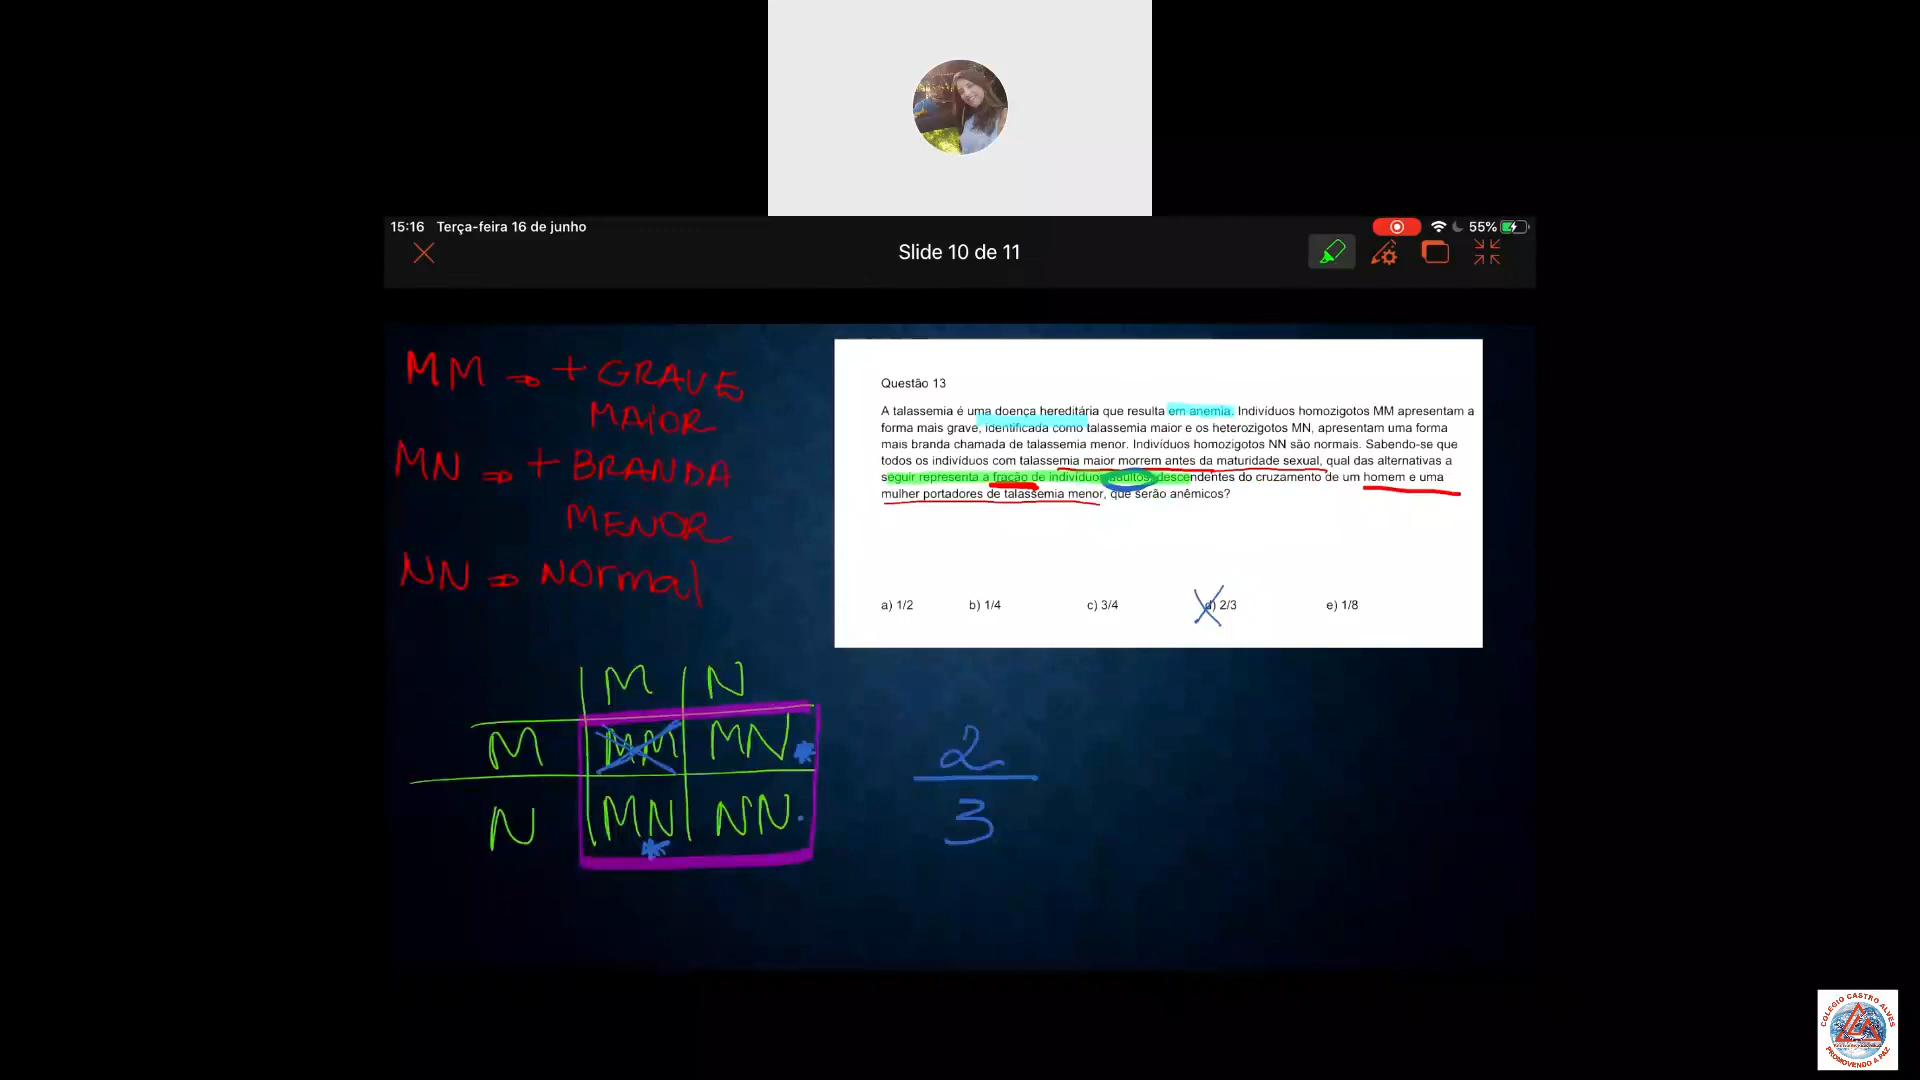 15:16 Terça-feira 16 de junho
55%
Slide 10 de 11
MM ⇒ + GRAVE
MAIOR
MN ⇒ + BRANDA
MENOR
NN ⇒ NORMAL
Questão 13
A talassemia é uma doença hereditária que resulta em anemia. Indivíduos homozigotos MM apresentam a
forma mais grave, identificada como talassemia maior e os heterozigotos MN, apresentam uma forma
mais branda chamada de talassemia menor. Indivíduos homozigotos NN são normais. Sabendo-se que
todos os indivíduos com talassemia maior morrem antes da maturidade sexual, qual das alternativas a
seguir representa a fração de indivíduos adultos, descendentes do cruzamento de um homem e uma
mulher portadores de talassemia menor, que serão anêmicos?
a) 1/2 b) 1/4 c) 3/4 d) 2/3 e) 1/8
M N
M MM MN *
N MN NN
*
2
3
COLÉGIO CASTRO ALVES
PROMOVENDO A PAZ